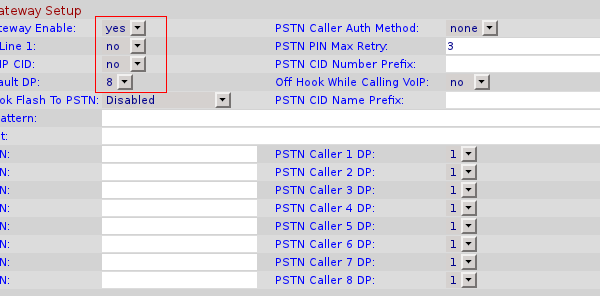 ateway Setup
teway Enable: yes PSTN Caller Auth Method: none
Line 1: no PSTN PIN Max Retry: 3
IP CID: no PSTN CID Number Prefix:
ault DP: 8 Off Hook While Calling VoIP: no
ok Flash To PSTN: Disabled PSTN CID Name Prefix:
attern:
t:
N: PSTN Caller 1 DP: 1
N: PSTN Caller 2 DP: 1
N: PSTN Caller 3 DP: 1
N: PSTN Caller 4 DP: 1
N: PSTN Caller 5 DP: 1
N: PSTN Caller 6 DP: 1
N: PSTN Caller 7 DP: 1
N: PSTN Caller 8 DP: 1